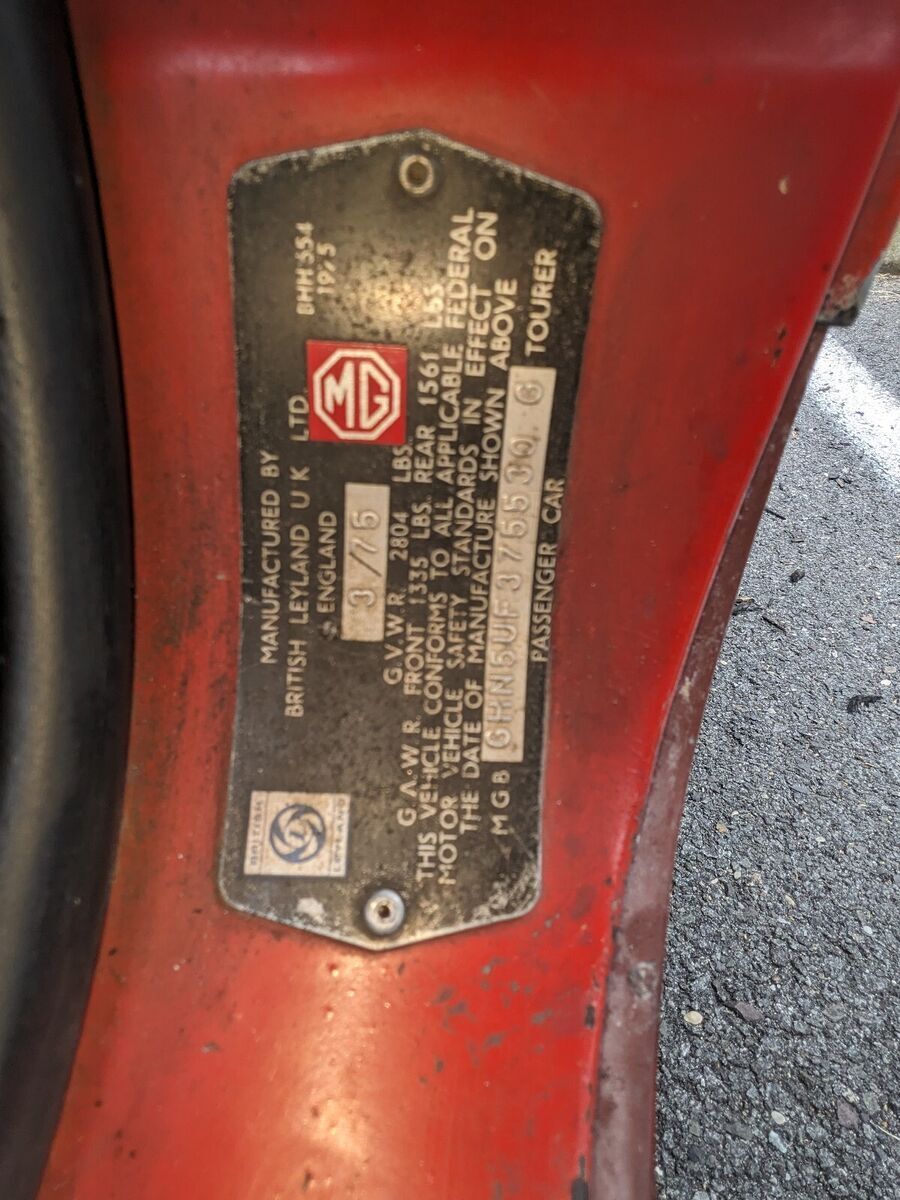 BHH 554
1975
MG
MANUFACTURED BY
BRITISH LEYLAND U K LTD.
ENGLAND
3/75
G. V. W. R. 2804 LBS.
G. A. W. R. FRONT 1335 LBS. REAR 1561 LBS
THIS VEHICLE CONFORMS TO ALL APPLICABLE FEDERAL
MOTOR VEHICLE SAFETY STANDARDS IN EFFECT ON
THE DATE OF MANUFACTURE SHOWN ABOVE
MGB GHN5UF375530 G TOURER
PASSENGER CAR
BRITISH
LEYLAND